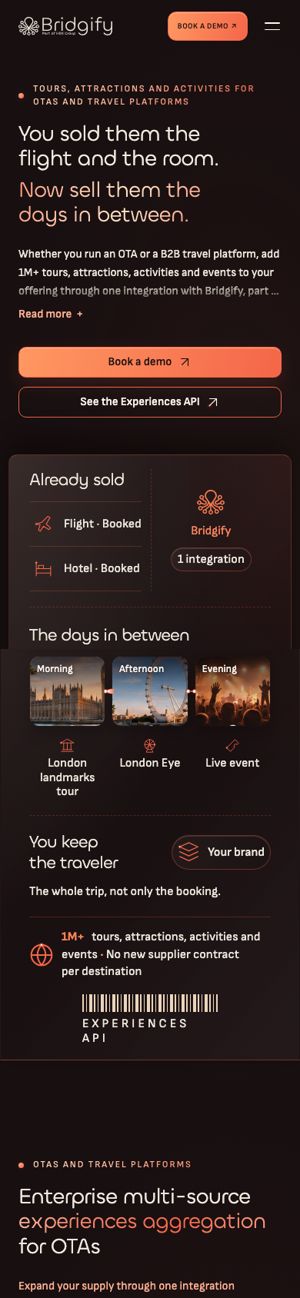 Bridgify
Part of HBX Group
BOOK A DEMO ↗
TOURS, ATTRACTIONS AND ACTIVITIES FOR
OTAS AND TRAVEL PLATFORMS
You sold them the
flight and the room.
Now sell them the
days in between.
Whether you run an OTA or a B2B travel platform, add
1M+ tours, attractions, activities and events to your
offering through one integration with Bridgify, part ...
Read more +
Book a demo ↗
See the Experiences API ↗
Already sold
Flight · Booked
Hotel · Booked
Bridgify
1 integration
The days in between
Morning
Afternoon
Evening
London
landmarks
tour
London Eye
Live event
You keep
the traveler
Your brand
The whole trip, not only the booking.
1M+ tours, attractions, activities and
events · No new supplier contract
per destination
EXPERIENCES
API
OTAS AND TRAVEL PLATFORMS
Enterprise multi-source
experiences aggregation
for OTAs
Expand your supply through one integration